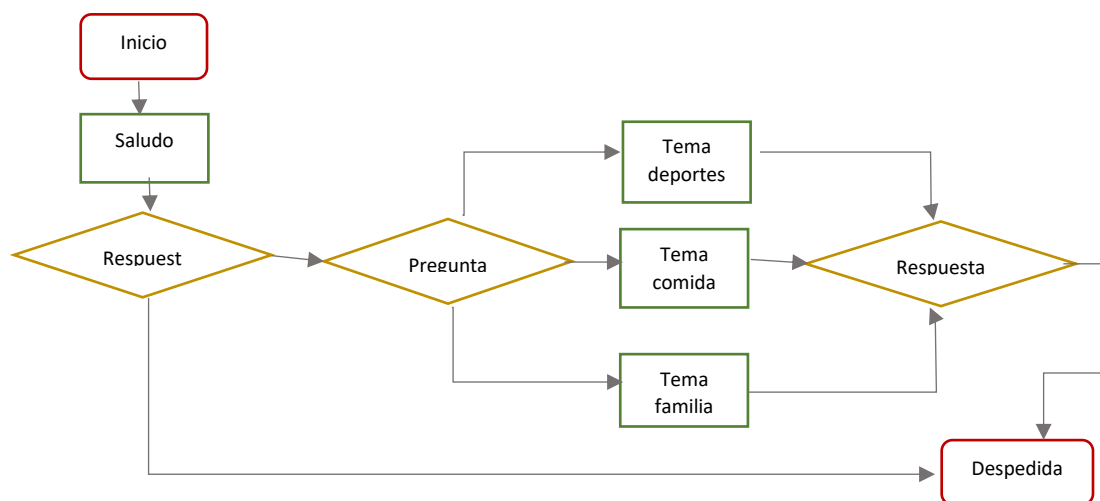 Inicio
Saludo
Respuest
Pregunta
Tema
deportes
Tema
comida
Tema
familia
Respuesta
Despedida